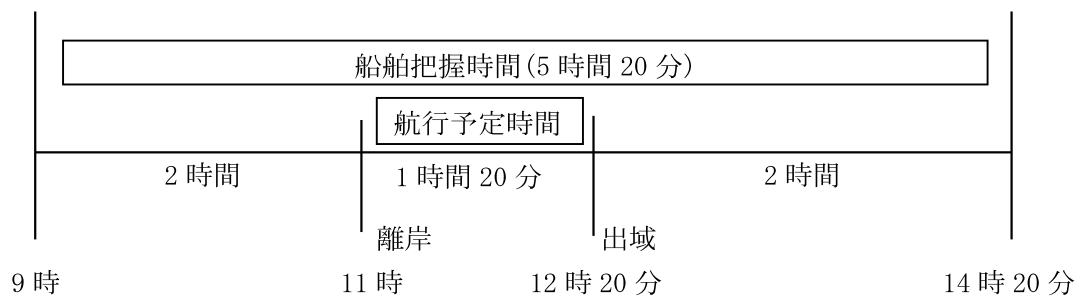 船舶把握時間(5 時間 20 分)
航行予定時間
2 時間
1 時間 20 分
2 時間
離岸
出域
9 時
11 時
12 時 20 分
14 時 20 分